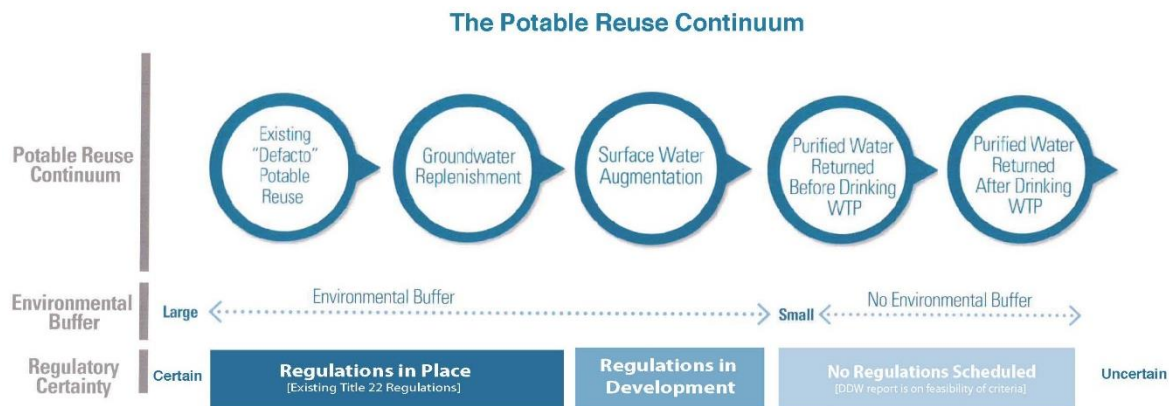 The Potable Reuse Continuum
Potable Reuse
Continuum
Existing
"Defacto"
Potable
Reuse
Groundwater
Replenishment
Surface Water
Augmentation
Purified Water
Returned
Before Drinking
WTP
Purified Water
Returned
After Drinking
WTP
Environmental
Buffer
Large
Environmental Buffer
Small
No Environmental Buffer
Regulatory
Certainty
Certain
Regulations in Place
[Existing Title 22 Regulations]
Regulations in
Development
No Regulations Scheduled
[DDW report is on feasibility of criteria]
Uncertain